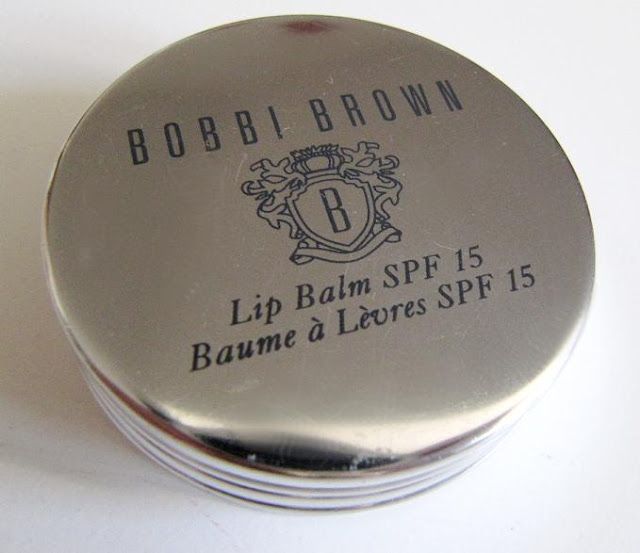 BOBBI BROWN
B
Lip Balm SPF 15
Baume à Lèvres SPF 15